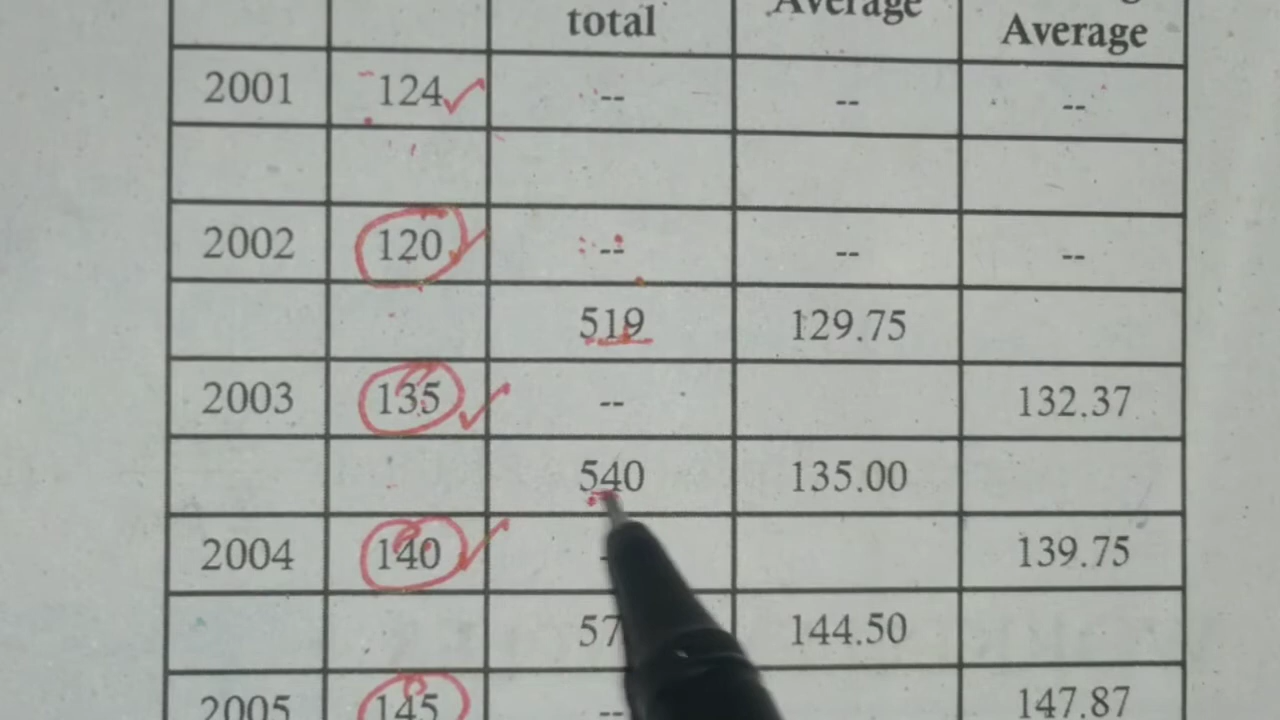 total Average Average
2001 124 -- -- --
2002 120 -- -- --
519 129.75
2003 135 -- 132.37
540 135.00
2004 140 139.75
144.50
2005 145 -- 147.87